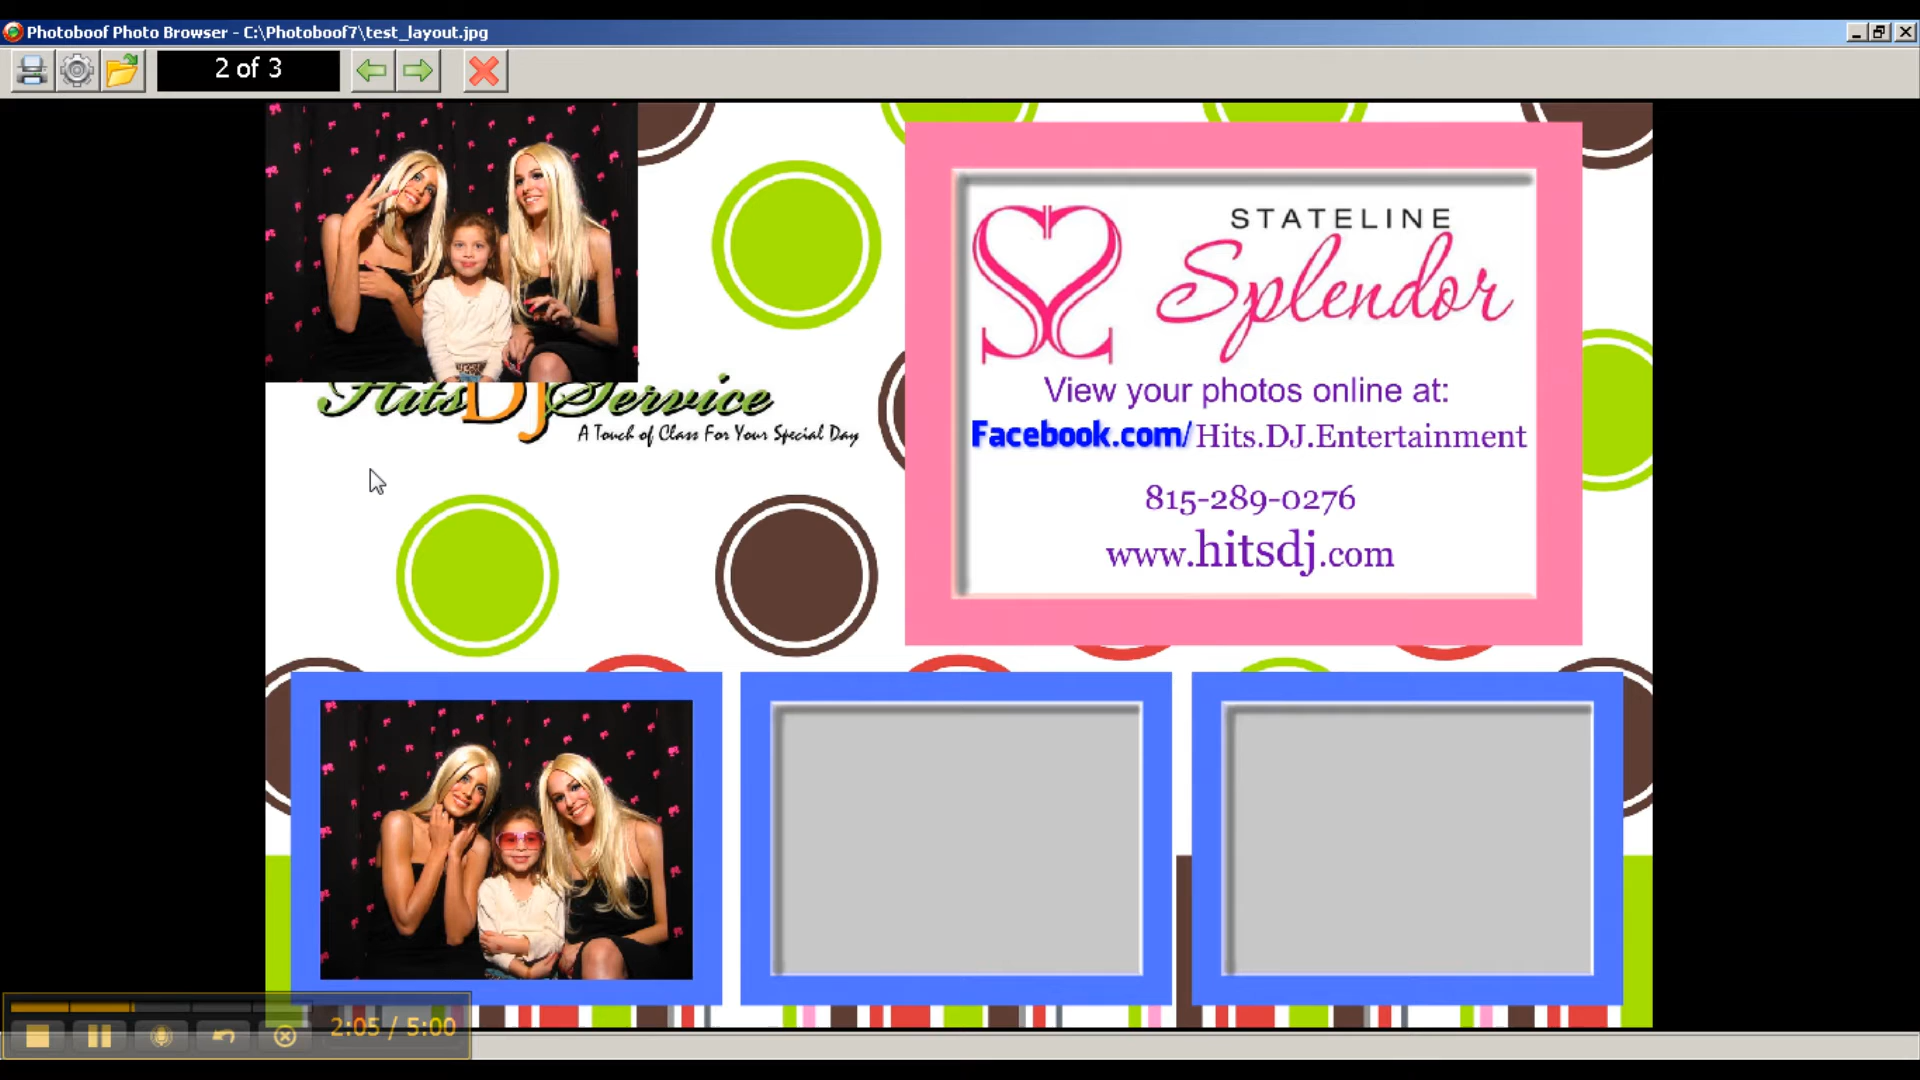 Photoboof Photo Browser - C:\Photoboof7\test_layout.jpg
2 of 3
STATELINE
Splendor
Hits DJ Service
A Touch of Class For Your Special Day
View your photos online at:
Facebook.com/Hits.DJ.Entertainment
815-289-0276
www.hitsdj.com
2:05 / 5:00